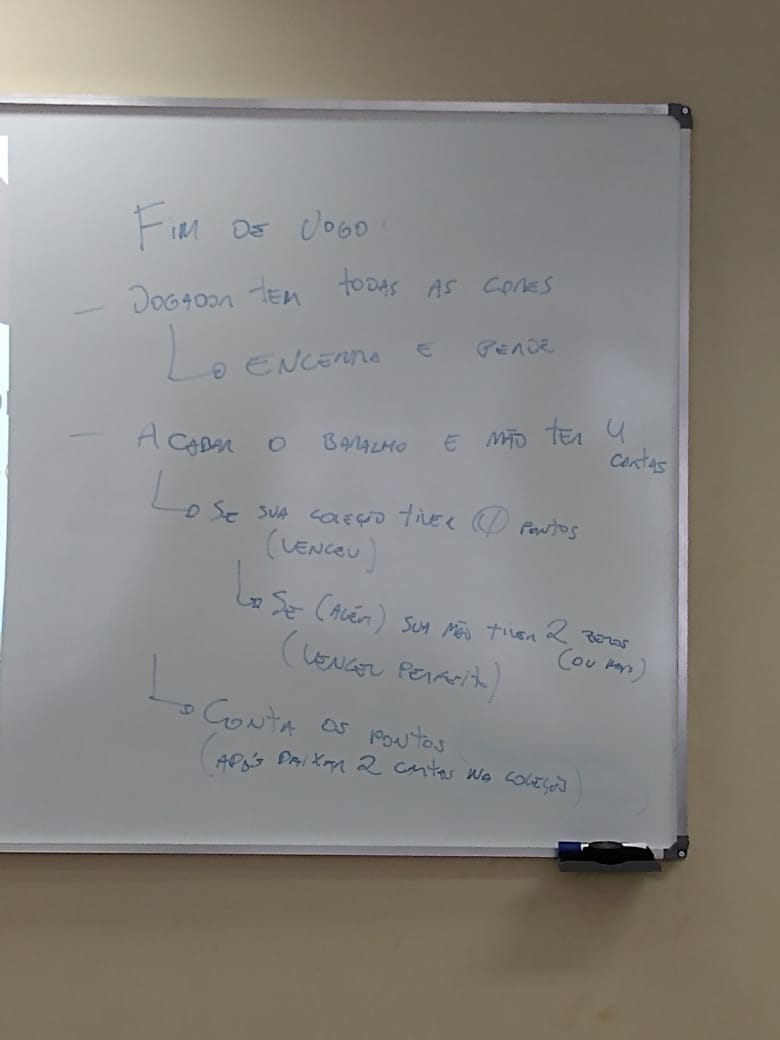 FIM DE JOGO:
- JOGADOR TEM TODAS AS CORES
ENCERRA E PERDE
- ACABAR O BARALHO E NÃO TER 4
CARTAS
SE SUA COLEÇÃO TIVER 0 PONTOS
(VENCEU)
SE (ALÉM) SUA MÃO TIVER 2 ZEROS
(OU MAIS)
(VENCEU PERFEITO)
CONTA OS PONTOS
(APÓS BAIXAR 2 CARTAS NA COLEÇÃO)